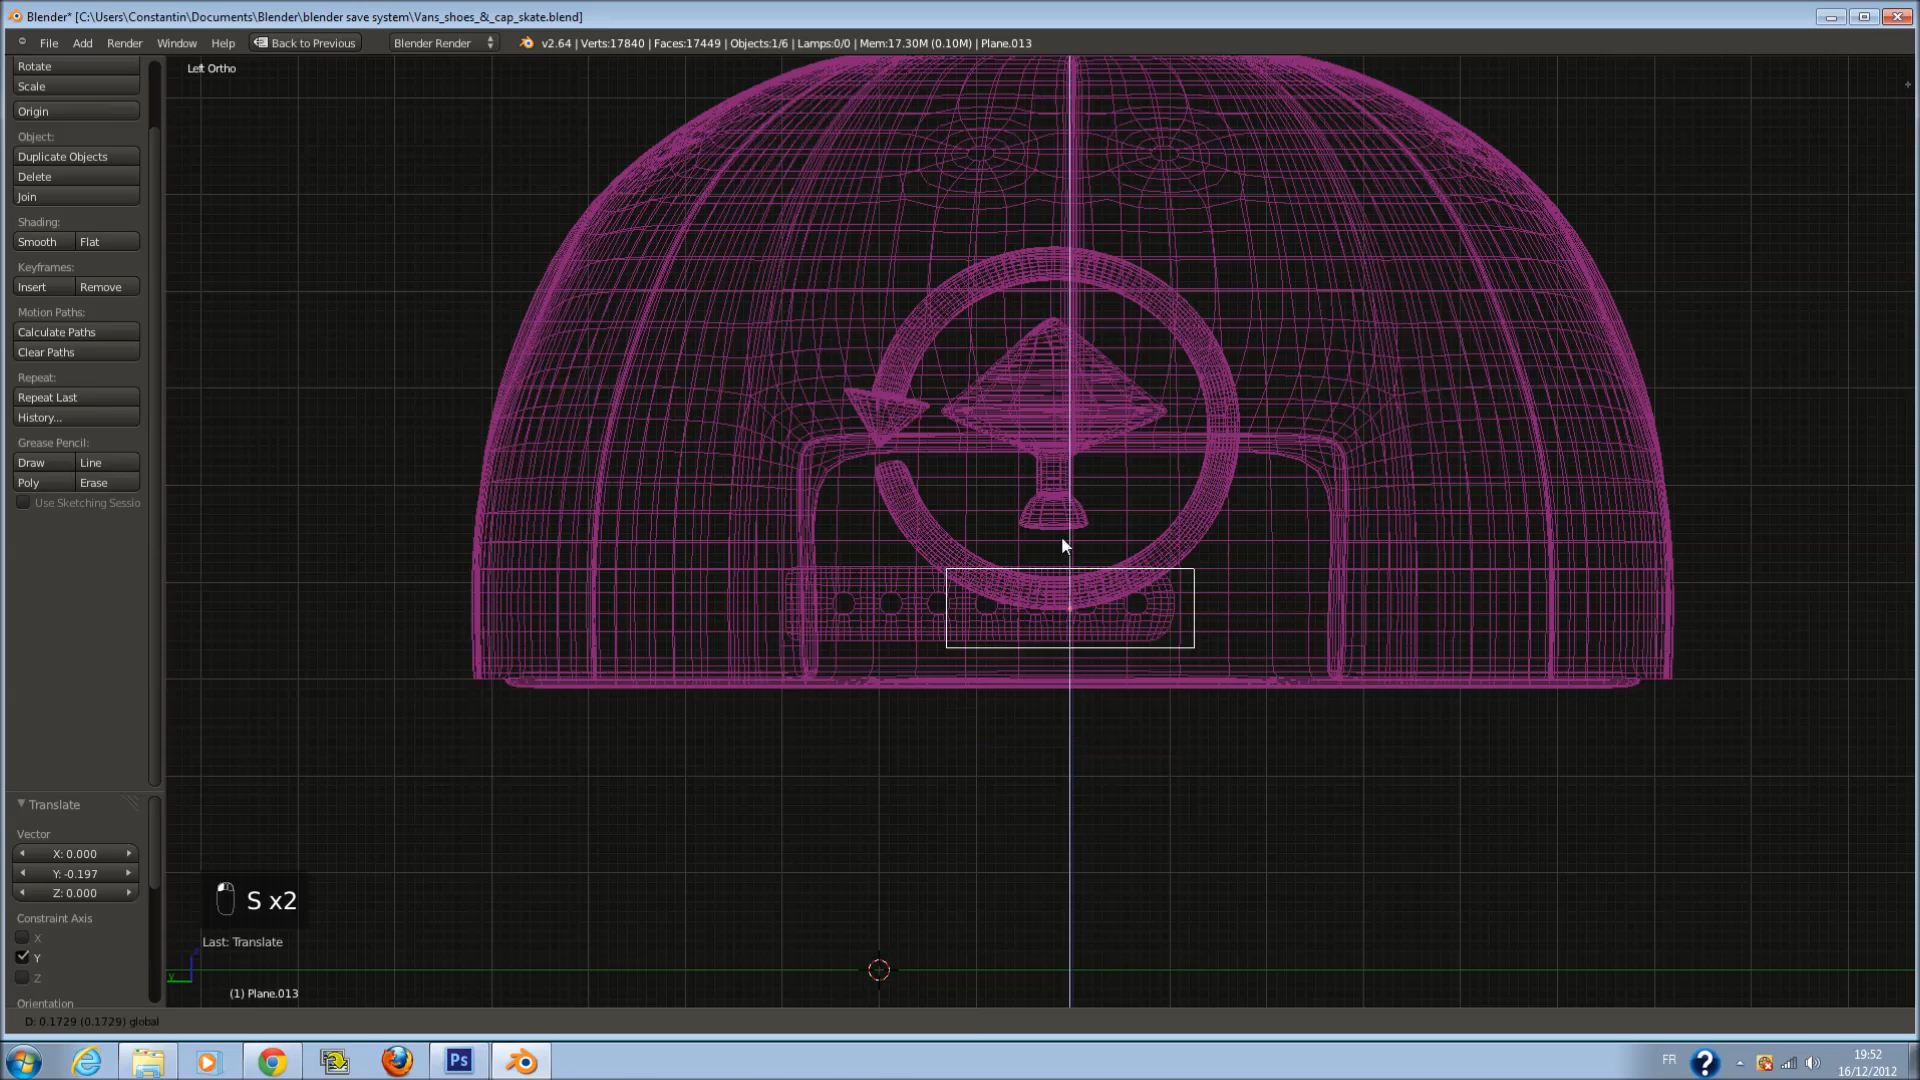 Blender* [C:\Users\Constantin\Documents\Blender\blender save system\Vans_shoes_&_cap_skate.blend]
File Add Render Window Help Back to Previous Blender Render v2.64 | Verts:17840 | Faces:17449 | Objects:1/6 | Lamps:0/0 | Mem:17.30M (0.10M) | Plane.013
Left Ortho
Rotate
Scale
Origin
Object:
Duplicate Objects
Delete
Join
Shading:
Smooth Flat
Keyframes:
Insert Remove
Motion Paths:
Calculate Paths
Clear Paths
Repeat:
Repeat Last
History...
Grease Pencil:
Draw Line
Poly Erase
Use Sketching Sessio
Translate
Vector
X: 0.000
Y: -0.197
Z: 0.000
Constraint Axis
X
Y
Z
Orientation
S x2
Last: Translate
Y
(1) Plane.013
D: 0.1729 (0.1729) global
Ps
FR
?
19:52
16/12/2012